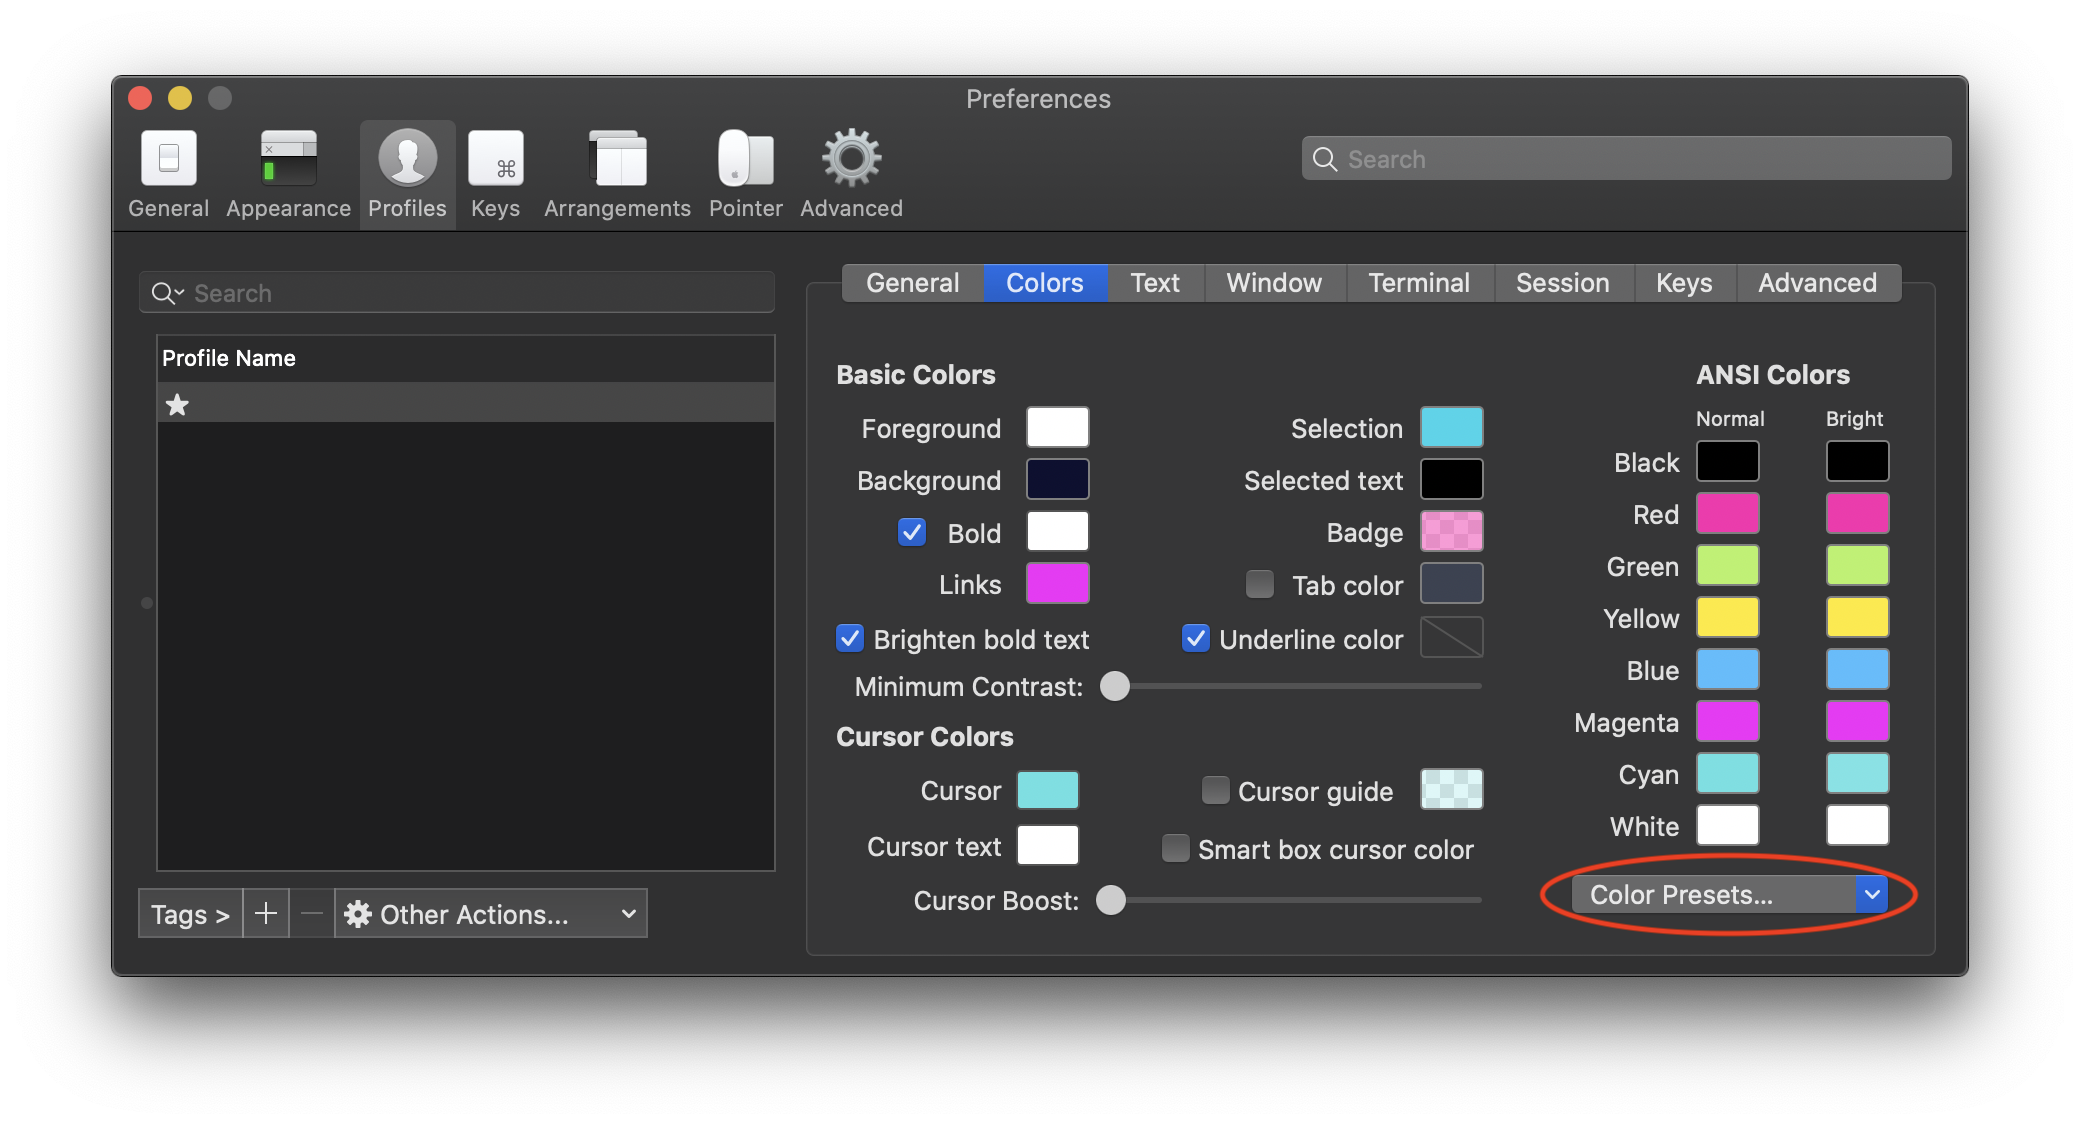 Preferences
General Appearance Profiles Keys Arrangements Pointer Advanced
Search
Search
Profile Name
General Colors Text Window Terminal Session Keys Advanced
Basic Colors
Foreground
Background
Bold
Links
Brighten bold text
Minimum Contrast:
Selection
Selected text
Badge
Tab color
Underline color
Cursor Colors
Cursor
Cursor text
Cursor Boost:
Cursor guide
Smart box cursor color
ANSI Colors
Normal Bright
Black
Red
Green
Yellow
Blue
Magenta
Cyan
White
Color Presets...
Tags > + − Other Actions...